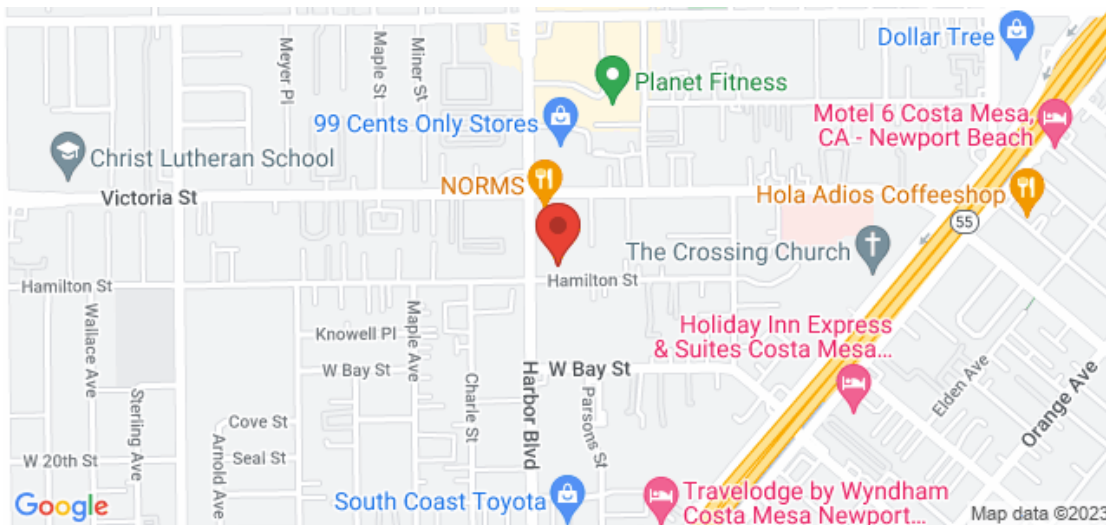 Dollar Tree
Meyer Pl
Maple St
Miner St
Planet Fitness
Motel 6 Costa Mesa,
CA - Newport Beach
99 Cents Only Stores
Christ Lutheran School
NORMS
Victoria St
Hola Adios Coffeeshop
55
The Crossing Church
Hamilton St
Hamilton St
Wallace Ave
Maple Ave
Knowell Pl
Holiday Inn Express
& Suites Costa Mesa...
W Bay St
W Bay St
Harbor Blvd
Charle St
Parsons St
Elden Ave
Orange Ave
Sterling Ave
Cove St
Arnold Ave
Seal St
W 20th St
South Coast Toyota
Travelodge by Wyndham
Costa Mesa Newport...
Google
Map data ©2023